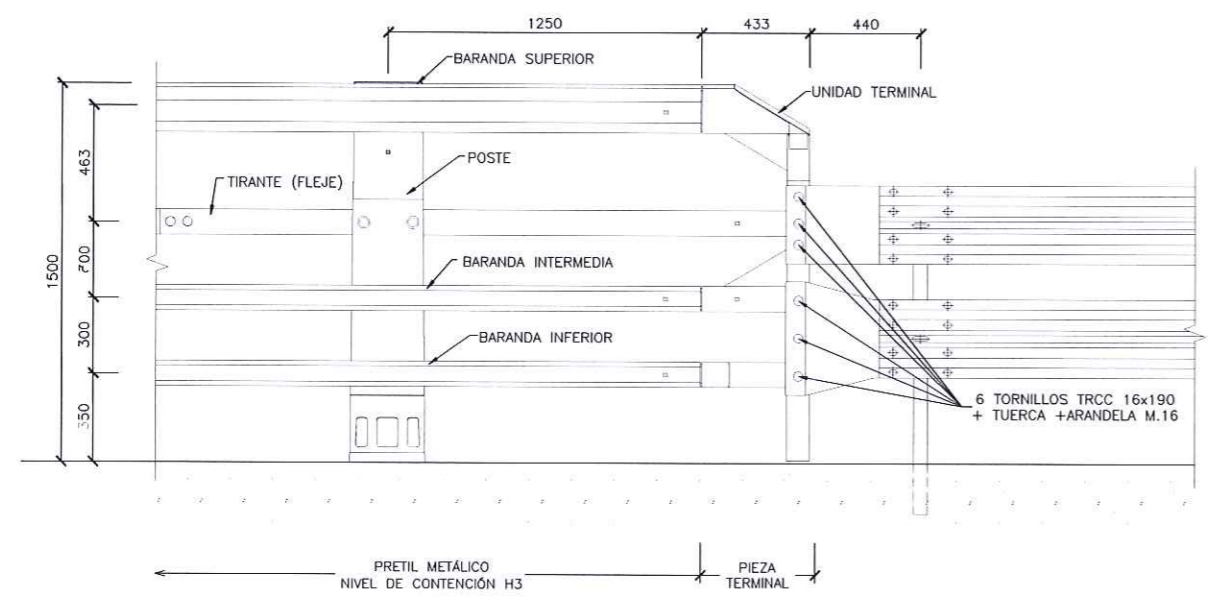 1250
433
440
BARANDA SUPERIOR
UNIDAD TERMINAL
463
POSTE
TIRANTE (FLEJE)
1500
BARANDA INTERMEDIA
300
BARANDA INFERIOR
350
6 TORNILLOS TRCC 16x190
+ TUERCA +ARANDELA M.16
PRETIL METÁLICO
NIVEL DE CONTENCIÓN H3
PIEZA
TERMINAL